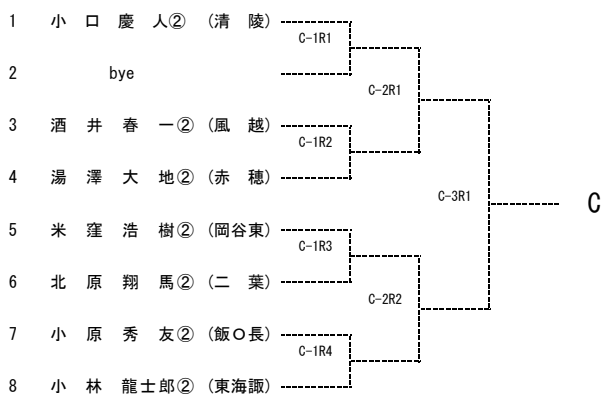 1 小 口 慶 人② (清 陵)
C-1R1
2 bye
C-2R1
3 酒 井 春 一② (風 越)
C-1R2
4 湯 澤 大 地② (赤 穂)
C-3R1 C
5 米 窪 浩 樹② (岡谷東)
C-1R3
6 北 原 翔 馬② (二 葉)
C-2R2
7 小 原 秀 友② (飯O長)
C-1R4
8 小 林 龍士郎② (東海諏)